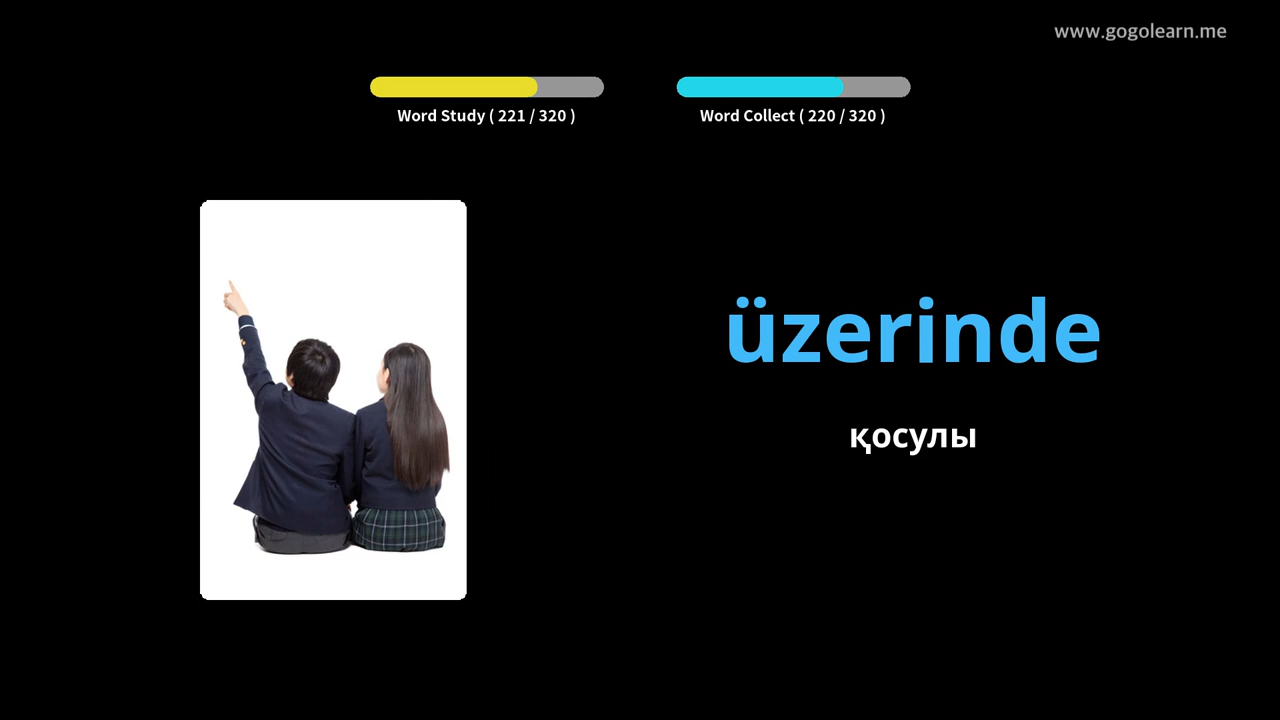 www.gogolearn.me
Word Study ( 221 / 320 )
Word Collect ( 220 / 320 )
üzerinde
қосулы